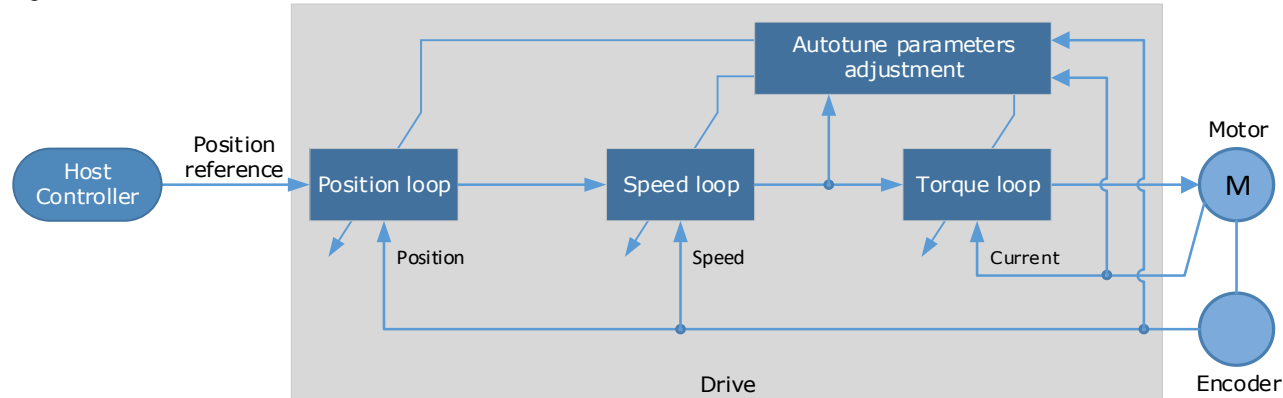 Autotune parameters
adjustment
Position
reference
Host
Controller
Position loop
Speed loop
Torque loop
Motor
M
Position
Speed
Current
Drive
Encoder